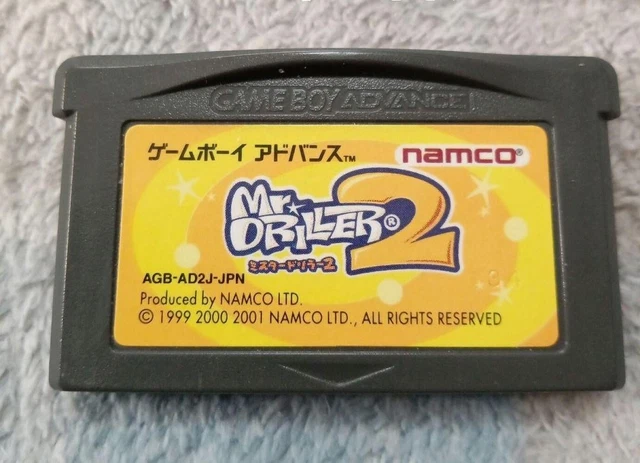 GAME BOY ADVANCE
ゲームボーイ アドバンス™ namco®
Mr. DRILLER® 2
ミスタードリラー2
AGB-AD2J-JPN
Produced by NAMCO LTD.
© 1999 2000 2001 NAMCO LTD., ALL RIGHTS RESERVED